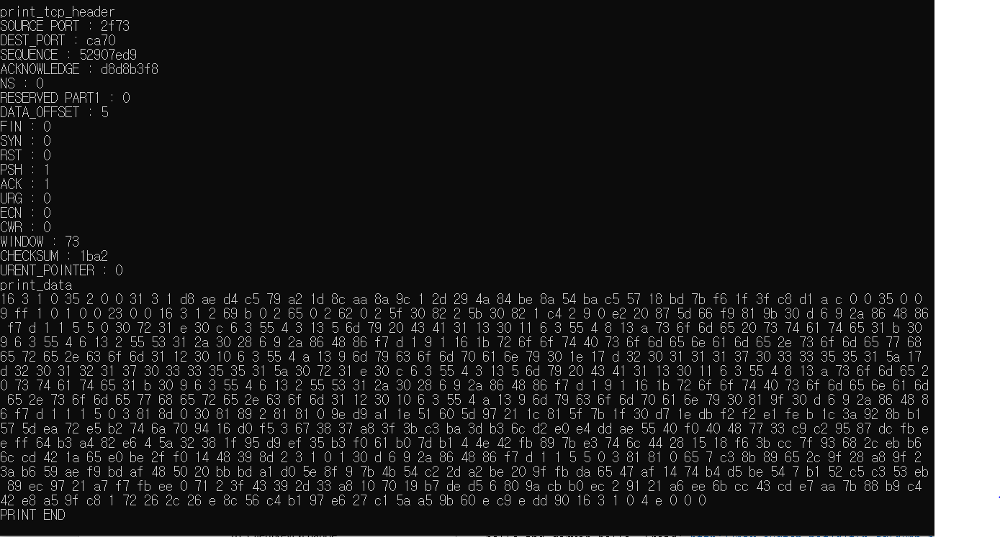 print_tcp_header
SOURCE PORT : 2f73
DEST_PORT : ca70
SEQUENCE : 52907ed9
ACKNOWLEDGE : d8d8b3f8
NS : 0
RESERVED PART1 : 0
DATA_OFFSET : 5
FIN : 0
SYN : 0
RST : 0
PSH : 1
ACK : 1
URG : 0
ECN : 0
CWR : 0
WINDOW : 73
CHECKSUM : 1ba2
URENT_POINTER : 0
print_data
16 3 1 0 35 2 0 0 31 3 1 d8 ae d4 c5 79 a2 1d 8c aa 8a 9c 1 2d 29 4a 84 be 8a 54 ba c5 57 18 bd 7b f6 1f 3f c8 d1 a c 0 0 35 0 0
9 ff 1 0 1 0 0 23 0 0 16 3 1 2 69 b 0 2 65 0 2 62 0 2 5f 30 82 2 5b 30 82 1 c4 2 9 0 e2 20 87 5d 66 f9 81 9b 30 d 6 9 2a 86 48 86
f7 d 1 1 5 5 0 30 72 31 e 30 c 6 3 55 4 3 13 5 6d 79 20 43 41 31 13 30 11 6 3 55 4 8 13 a 73 6f 6d 65 20 73 74 61 74 65 31 b 30
9 6 3 55 4 6 13 2 55 53 31 2a 30 28 6 9 2a 86 48 86 f7 d 1 9 1 16 1b 72 6f 6f 74 40 73 6f 6d 65 6e 61 6d 65 2e 73 6f 6d 65 77 68
65 72 65 2e 63 6f 6d 31 12 30 10 6 3 55 4 a 13 9 6d 79 63 6f 6d 70 61 6e 79 30 1e 17 d 32 30 31 31 31 37 30 33 33 35 35 31 5a 17
d 32 30 31 32 31 37 30 33 33 35 35 31 5a 30 72 31 e 30 c 6 3 55 4 3 13 5 6d 79 20 43 41 31 13 30 11 6 3 55 4 8 13 a 73 6f 6d 65 2
0 73 74 61 74 65 31 b 30 9 6 3 55 4 6 13 2 55 53 31 2a 30 28 6 9 2a 86 48 86 f7 d 1 9 1 16 1b 72 6f 6f 74 40 73 6f 6d 65 6e 61 6d
65 2e 73 6f 6d 65 77 68 65 72 65 2e 63 6f 6d 31 12 30 10 6 3 55 4 a 13 9 6d 79 63 6f 6d 70 61 6e 79 30 81 9f 30 d 6 9 2a 86 48 8
6 f7 d 1 1 1 5 0 3 81 8d 0 30 81 89 2 81 81 0 9e d9 a1 1e 51 60 5d 97 21 1c 81 5f 7b 1f 30 d7 1e db f2 f2 e1 fe b 1c 3a 92 8b b1
57 5d ea 72 e5 b2 74 6a 70 94 16 d0 f5 3 67 38 37 a8 3f 3b c3 ba 3d b3 6c d2 e0 e4 dd ae 55 40 f0 40 48 77 33 c9 c2 95 87 dc fb e
e ff 64 b3 a4 82 e6 4 5a 32 38 1f 95 d9 ef 35 b3 f0 61 b0 7d b1 4 4e 42 fb 89 7b e3 74 6c 44 28 15 18 f6 3b cc 7f 93 68 2c eb b6
6c cd 42 1a 65 e0 be 2f f0 14 48 39 8d 2 3 1 0 1 30 d 6 9 2a 86 48 86 f7 d 1 1 5 5 0 3 81 81 0 65 7 c3 8b 89 65 2c 9f 28 a8 9f 2
3a b6 59 ae f9 bd af 48 50 20 bb bd a1 d0 5e 8f 9 7b 4b 54 c2 2d a2 be 20 9f fb da 65 47 af 14 74 b4 d5 be 54 7 b1 52 c5 c3 53 eb
89 ec 97 21 a7 f7 fb ee 0 71 2 3f 43 39 2d 33 a8 10 70 19 b7 de d5 6 80 9a cb b0 ec 2 91 21 a6 ee 6b cc 43 cd e7 aa 7b 88 b9 c4
42 e8 a5 9f c8 1 72 26 2c 26 e 8c 56 c4 b1 97 e6 27 c1 5a a5 9b 60 e c9 e dd 90 16 3 1 0 4 e 0 0 0
PRINT END